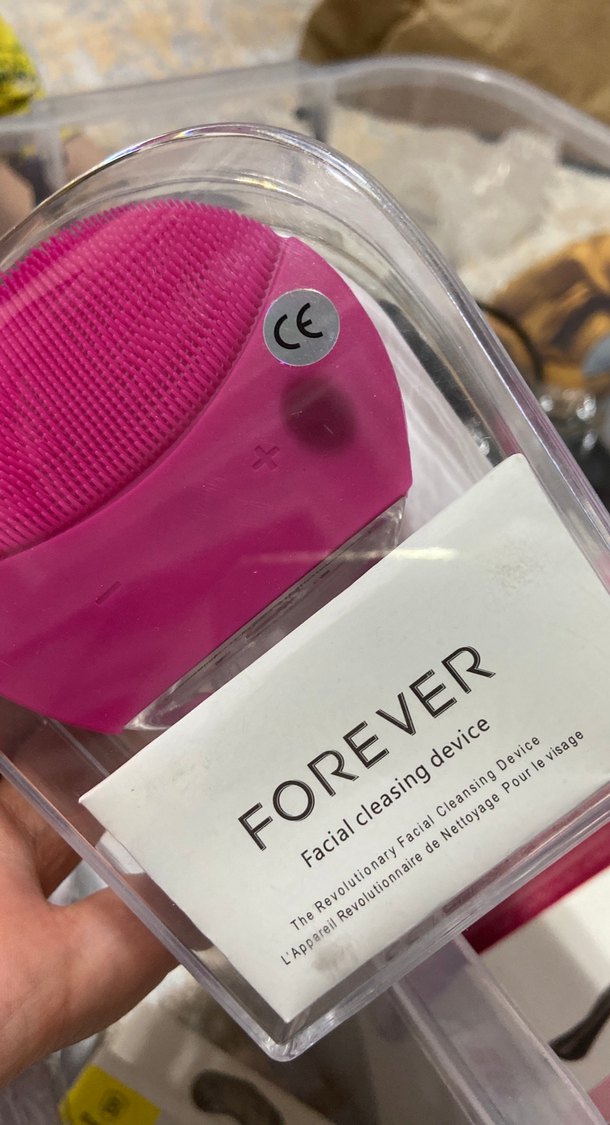 CE
+
-
FOREVER
Facial cleasing device
The Revolutionary Facial Cleansing Device
L'Appareil Revolutionnaire de Nettoyage Pour le visage